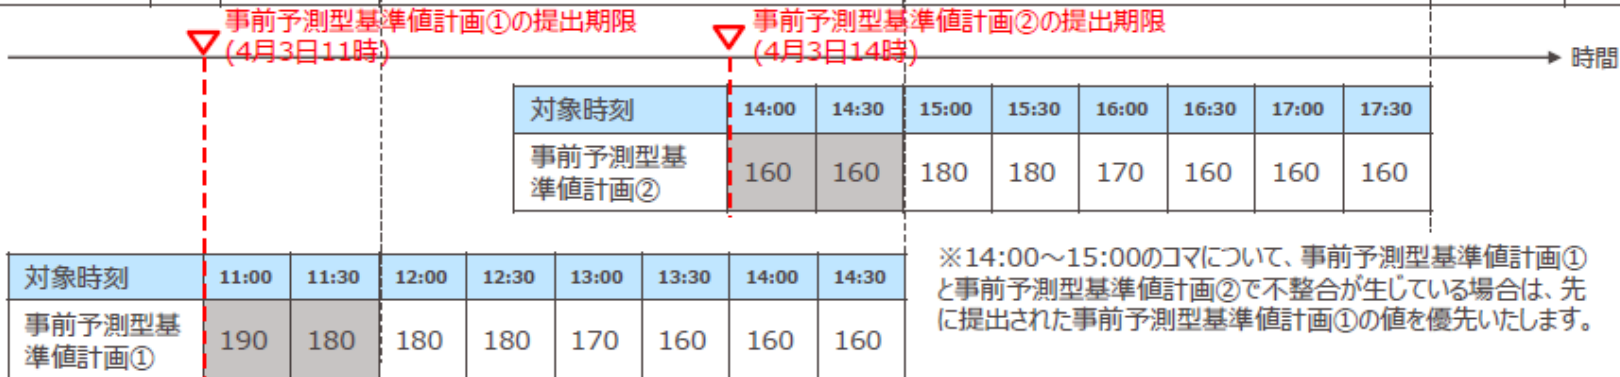 事前予測型基準値計画①の提出期限
(4月3日11時)
事前予測型基準値計画②の提出期限
(4月3日14時)
時間
対象時刻 14:00 14:30 15:00 15:30 16:00 16:30 17:00 17:30
事前予測型基
準値計画② 160 160 180 180 170 160 160 160
※14:00～15:00のコマについて、事前予測型基準値計画①
と事前予測型基準値計画②で不整合が生じている場合は、先
に提出された事前予測型基準値計画①の値を優先いたします。
対象時刻 11:00 11:30 12:00 12:30 13:00 13:30 14:00 14:30
事前予測型基
準値計画① 190 180 180 180 170 160 160 160